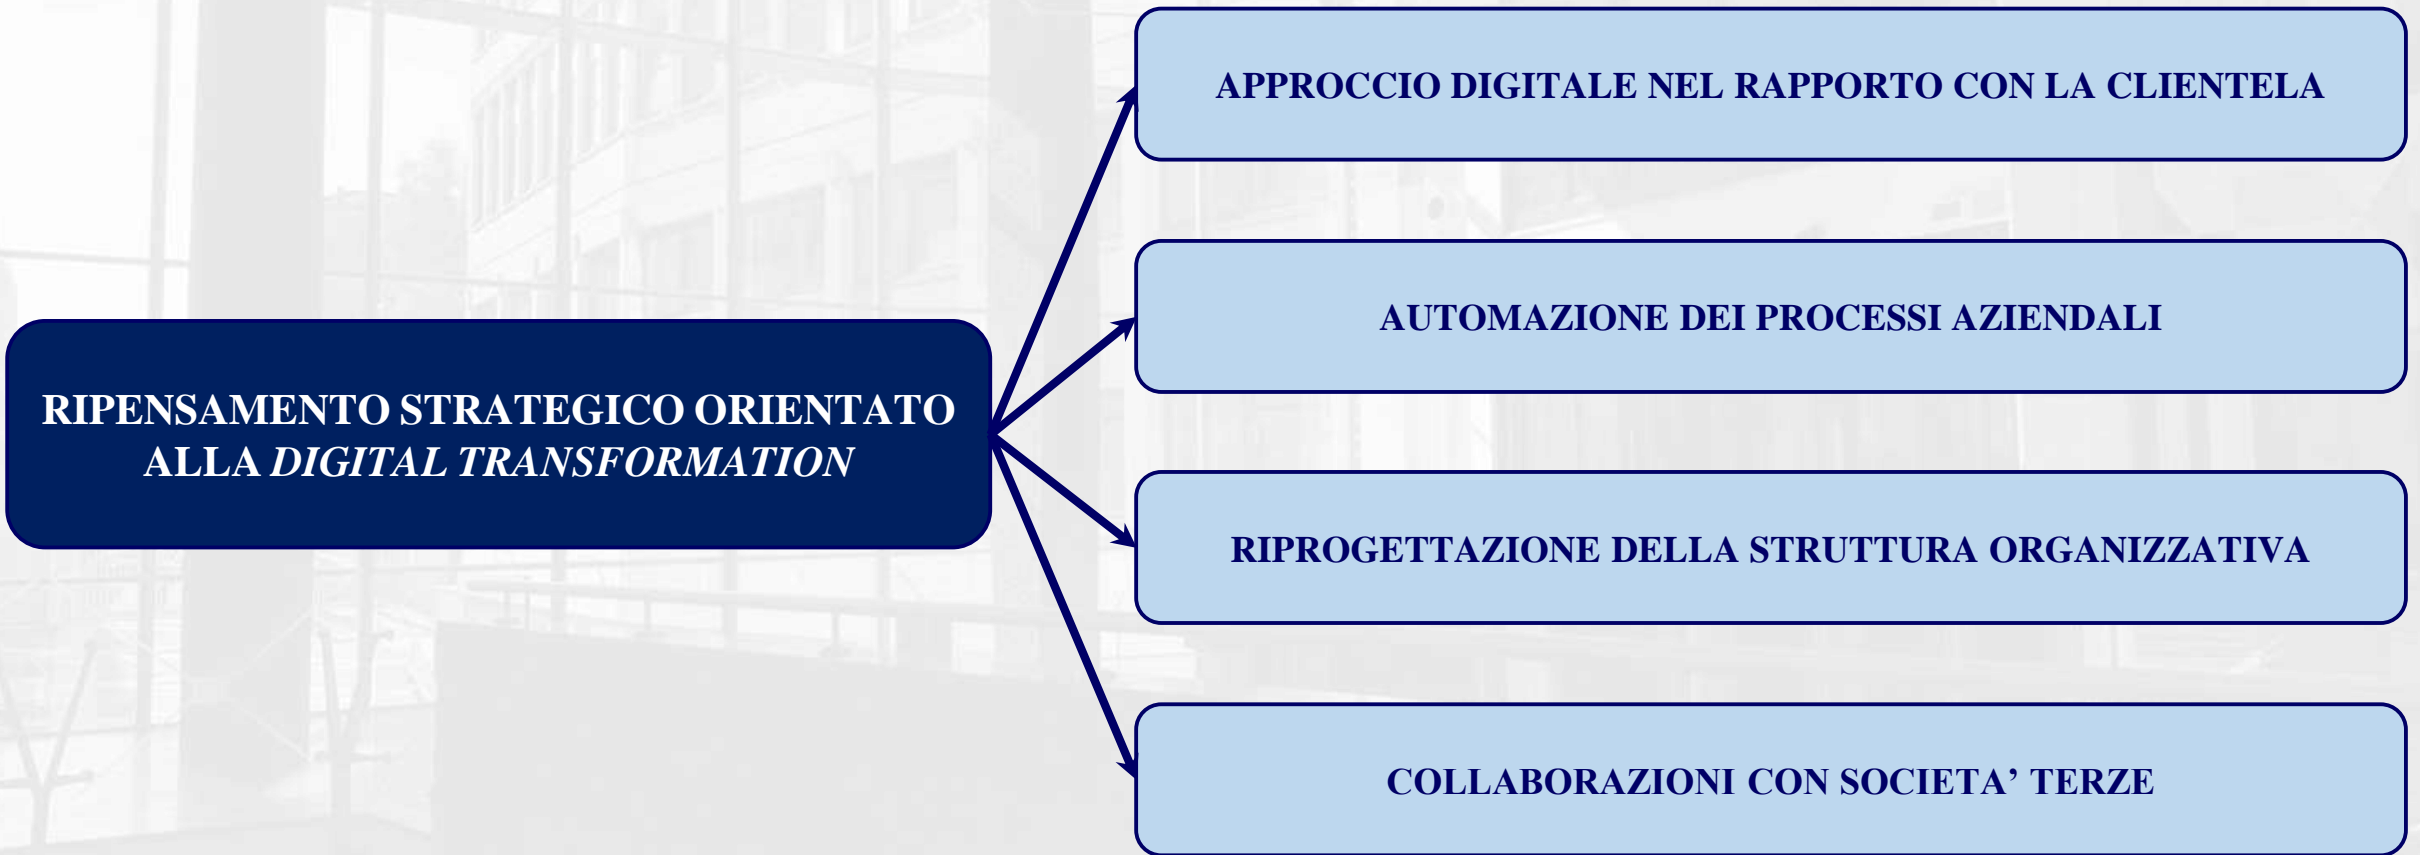 RIPENSAMENTO STRATEGICO ORIENTATO
ALLA DIGITAL TRANSFORMATION
APPROCCIO DIGITALE NEL RAPPORTO CON LA CLIENTELA
AUTOMAZIONE DEI PROCESSI AZIENDALI
RIPROGETTAZIONE DELLA STRUTTURA ORGANIZZATIVA
COLLABORAZIONI CON SOCIETA’ TERZE